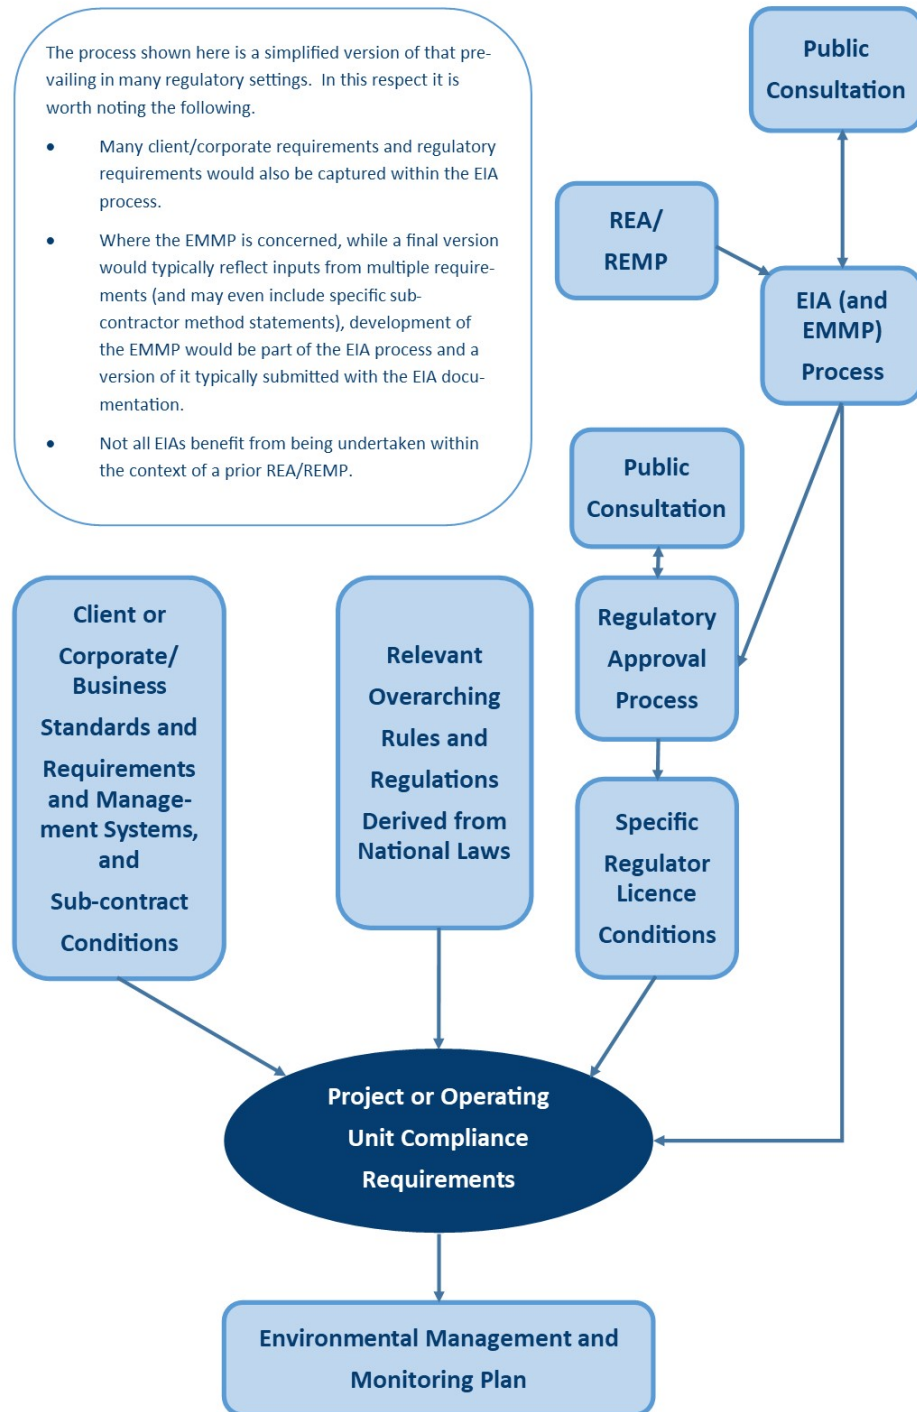 The process shown here is a simplified version of that pre-
vailing in many regulatory settings.  In this respect it is
worth noting the following.
• Many client/corporate requirements and regulatory
requirements would also be captured within the EIA
process.
• Where the EMMP is concerned, while a final version
would typically reflect inputs from multiple require-
ments (and may even include specific sub-
contractor method statements), development of
the EMMP would be part of the EIA process and a
version of it typically submitted with the EIA docu-
mentation.
• Not all EIAs benefit from being undertaken within
the context of a prior REA/REMP.
Public
Consultation
REA/
REMP
EIA (and
EMMP)
Process
Public
Consultation
Client or
Corporate/
Business
Standards and
Requirements
and Manage-
ment Systems,
and
Sub-contract
Conditions
Relevant
Overarching
Rules and
Regulations
Derived from
National Laws
Regulatory
Approval
Process
Specific
Regulator
Licence
Conditions
Project or Operating
Unit Compliance
Requirements
Environmental Management and
Monitoring Plan